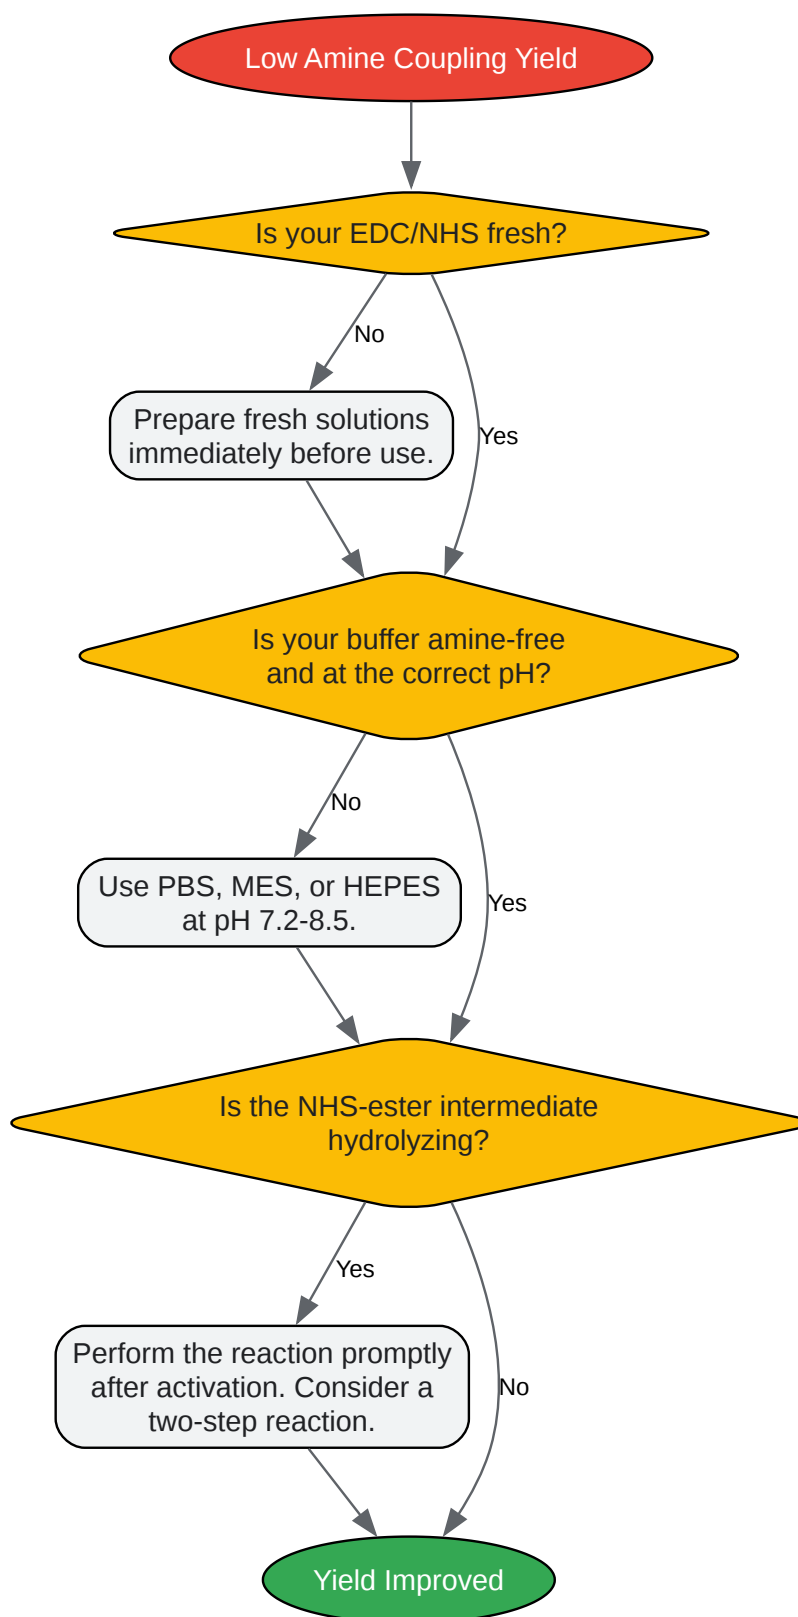 Low Amine Coupling Yield
Is your EDC/NHS fresh?
No
Prepare fresh solutions
immediately before use.
Yes
Is your buffer amine-free
and at the correct pH?
No
Use PBS, MES, or HEPES
at pH 7.2-8.5.
Yes
Is the NHS-ester intermediate
hydrolyzing?
Yes
Perform the reaction promptly
after activation. Consider a
two-step reaction.
No
Yield Improved